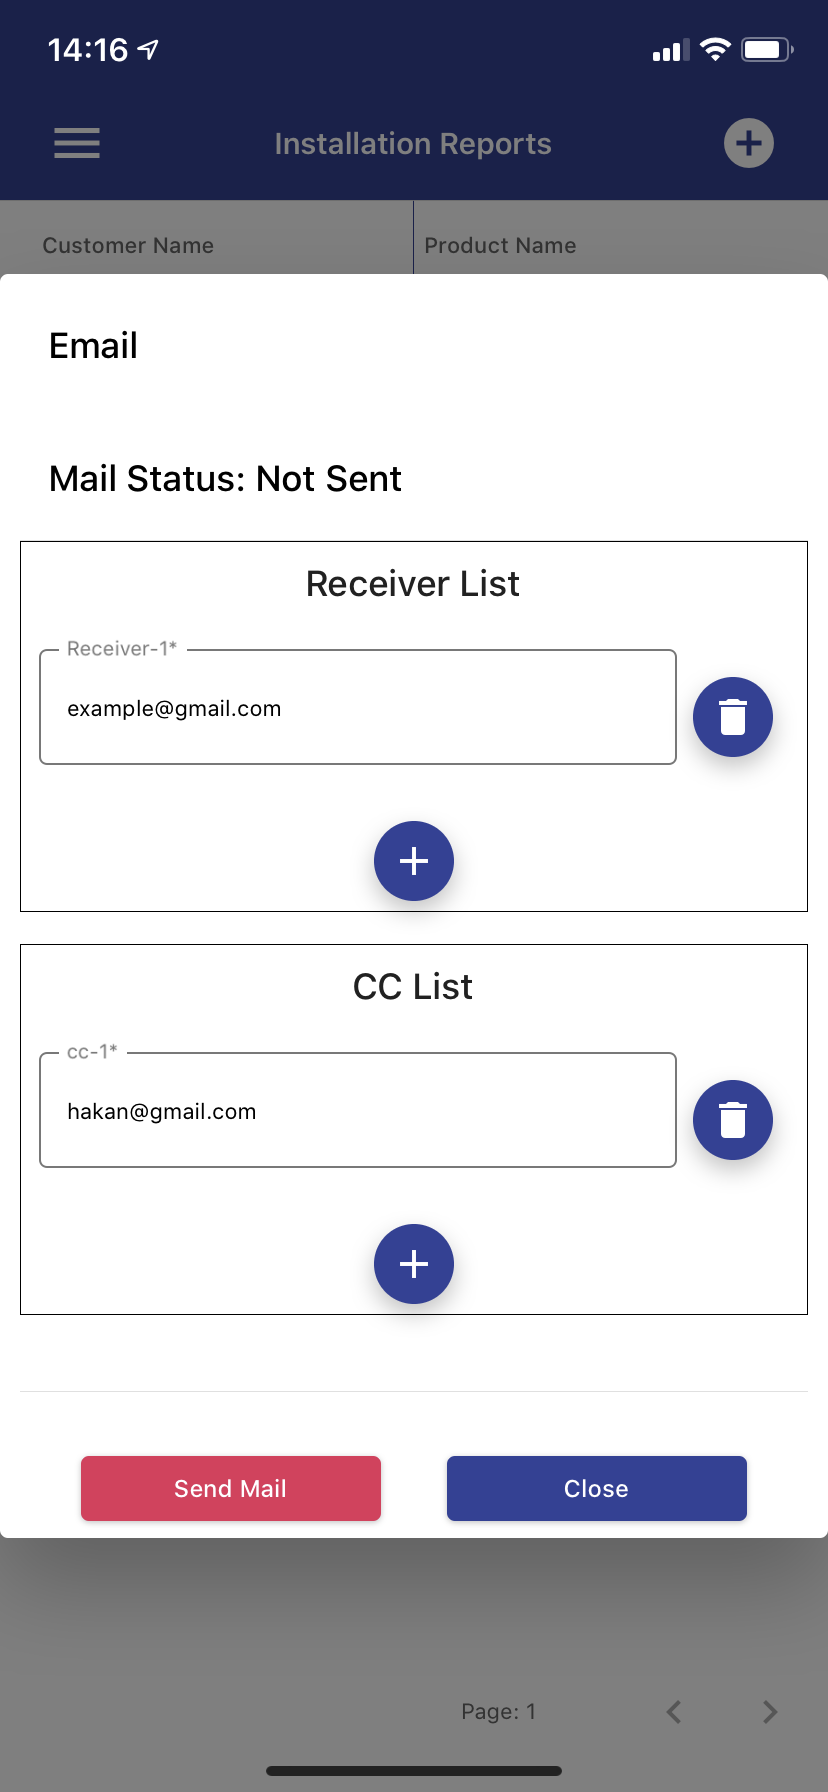 14:16
Installation Reports
Customer Name
Product Name
Email
Mail Status: Not Sent
Receiver List
Receiver-1*
example@gmail.com
CC List
cc-1*
hakan@gmail.com
Send Mail
Close
Page: 1